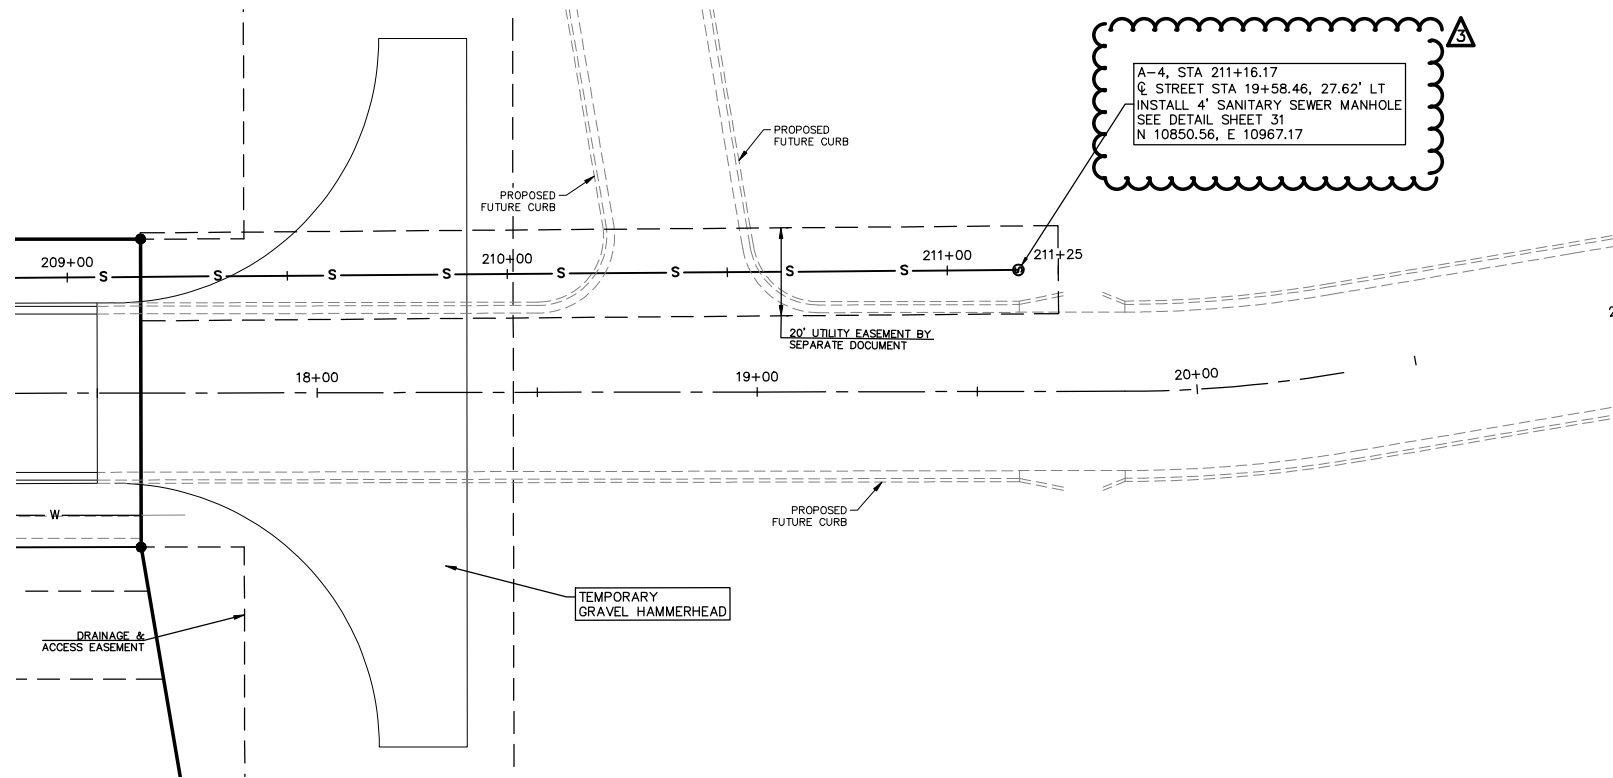 3
A-4, STA 211+16.17
℄ STREET STA 19+58.46, 27.62' LT
INSTALL 4' SANITARY SEWER MANHOLE
SEE DETAIL SHEET 31
N 10850.56, E 10967.17
PROPOSED
FUTURE CURB
PROPOSED
FUTURE CURB
209+00
210+00
211+00
211+25
S S S S S S S S S
20' UTILITY EASEMENT BY
SEPARATE DOCUMENT
18+00
19+00
20+00
W
PROPOSED
FUTURE CURB
TEMPORARY
GRAVEL HAMMERHEAD
DRAINAGE &
ACCESS EASEMENT